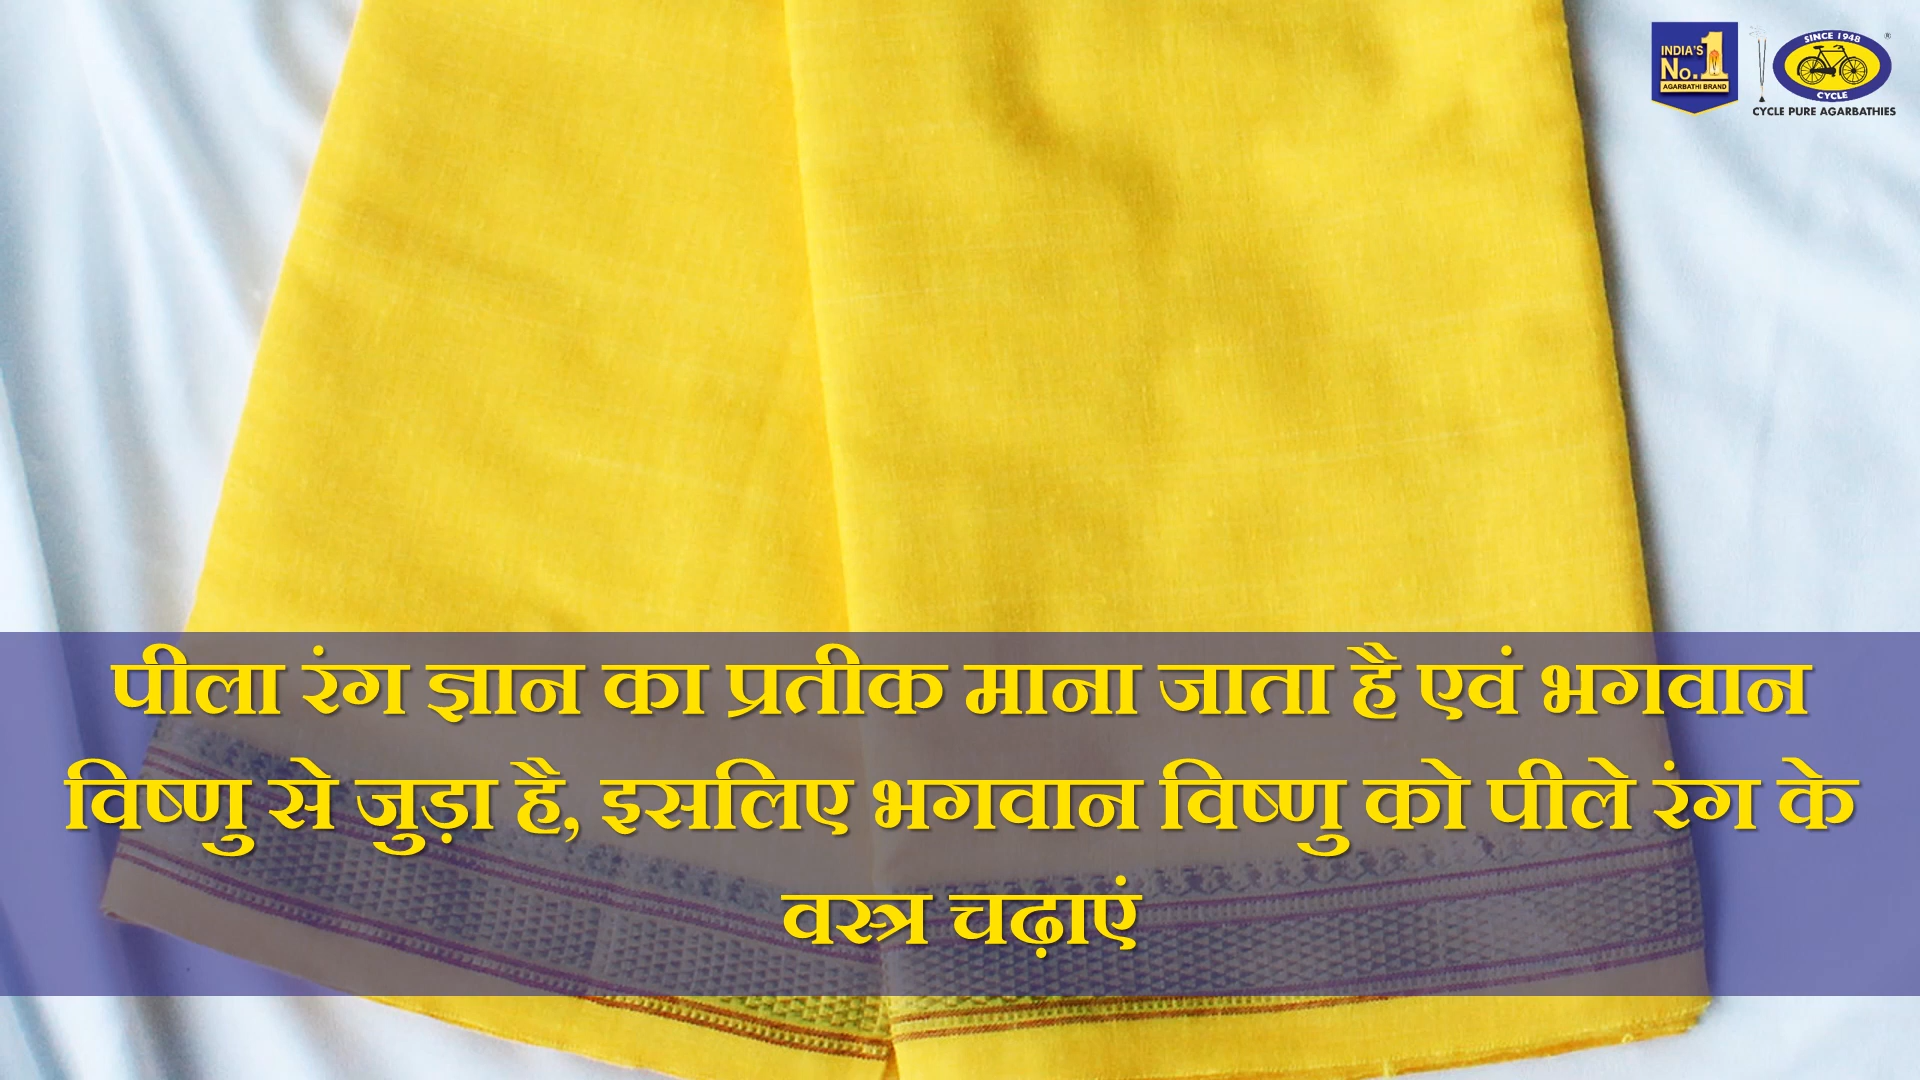 INDIA'S
No.1
AGARBATHI BRAND
SINCE 1948
®
CYCLE
CYCLE PURE AGARBATHIES
पीला रंग ज्ञान का प्रतीक माना जाता है एवं भगवान
विष्णु से जुड़ा है, इसलिए भगवान विष्णु को पीले रंग के
वस्त्र चढ़ाएं